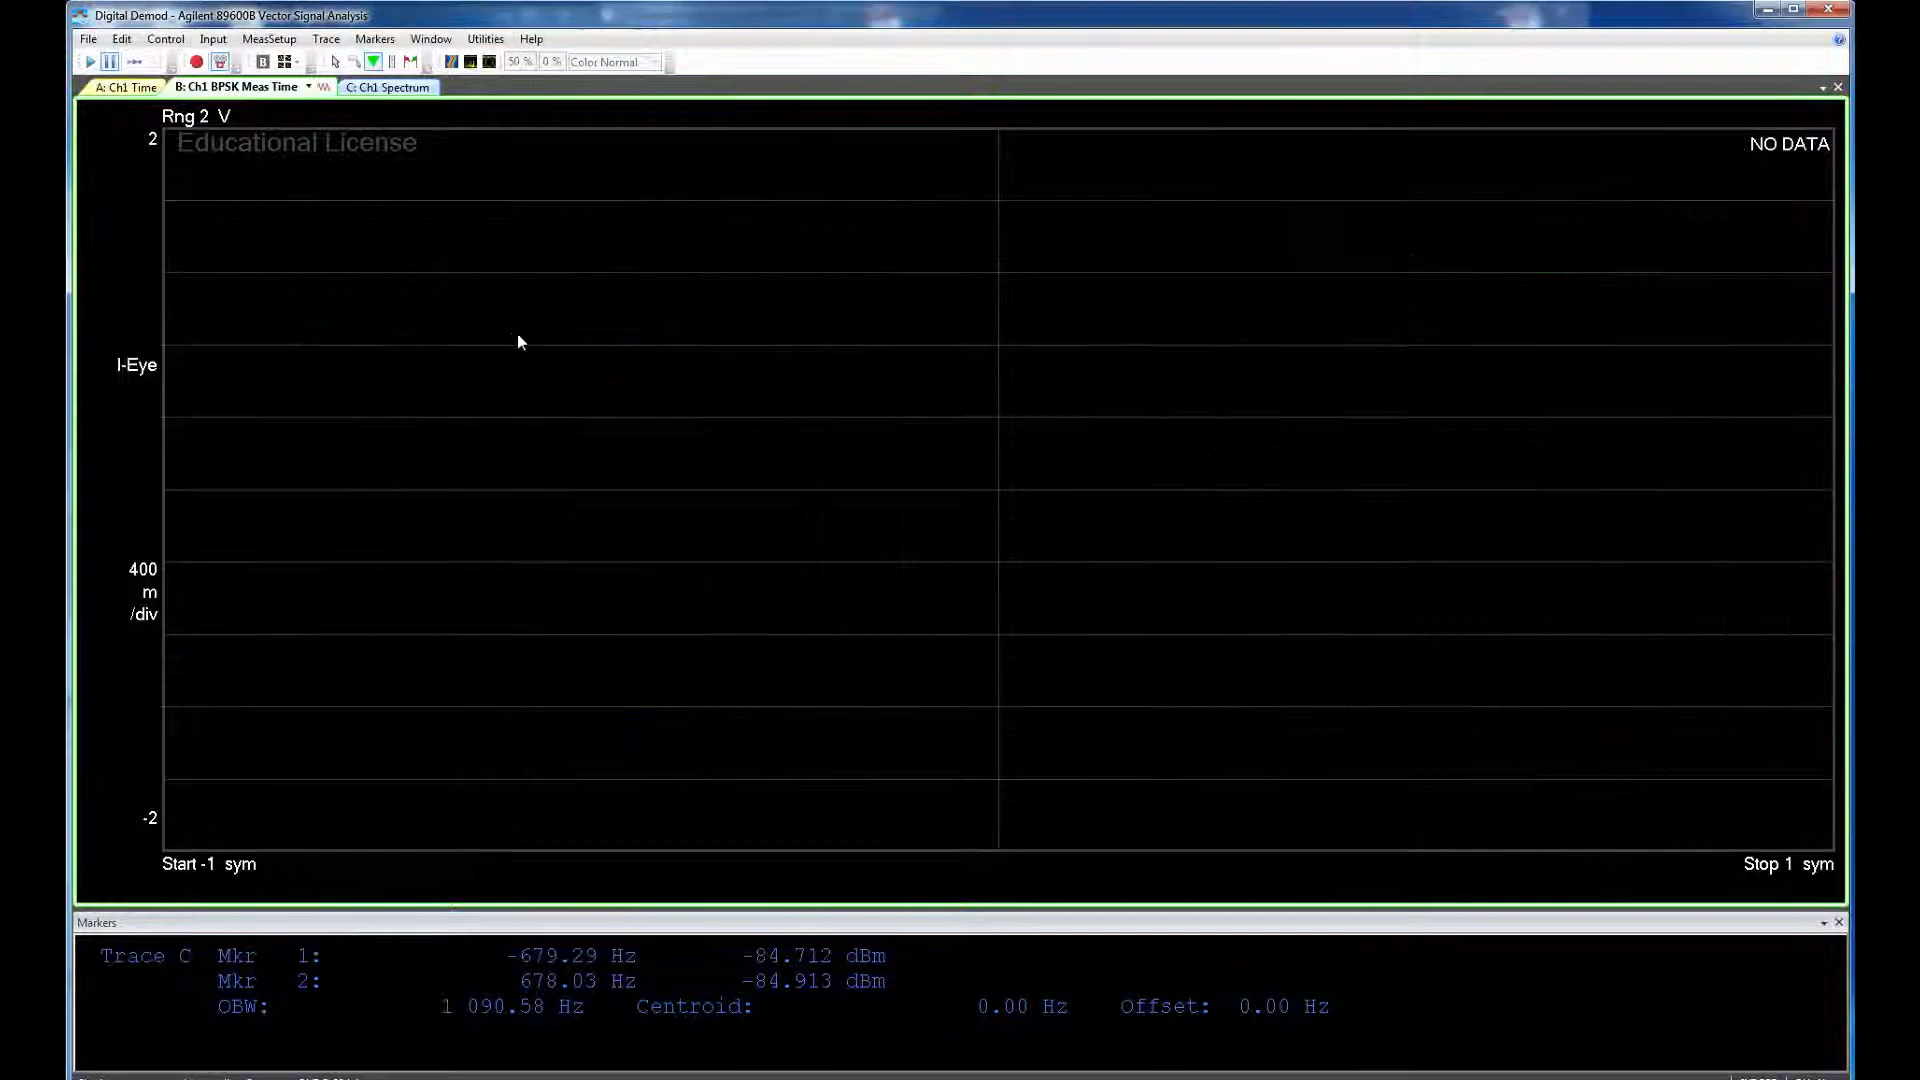 Digital Demod - Agilent 89600B Vector Signal Analysis
File Edit Control Input MeasSetup Trace Markers Window Utilities Help
B 50 % 0 % Color Normal
A: Ch1 Time B: Ch1 BPSK Meas Time C: Ch1 Spectrum
Rng 2 V
2 Educational License NO DATA
I-Eye
400
m
/div
-2
Start -1 sym Stop 1 sym
Markers
Trace C Mkr 1: -679.29 Hz -84.712 dBm
Mkr 2: 678.03 Hz -84.913 dBm
OBW: 1 090.58 Hz Centroid: 0.00 Hz Offset: 0.00 Hz